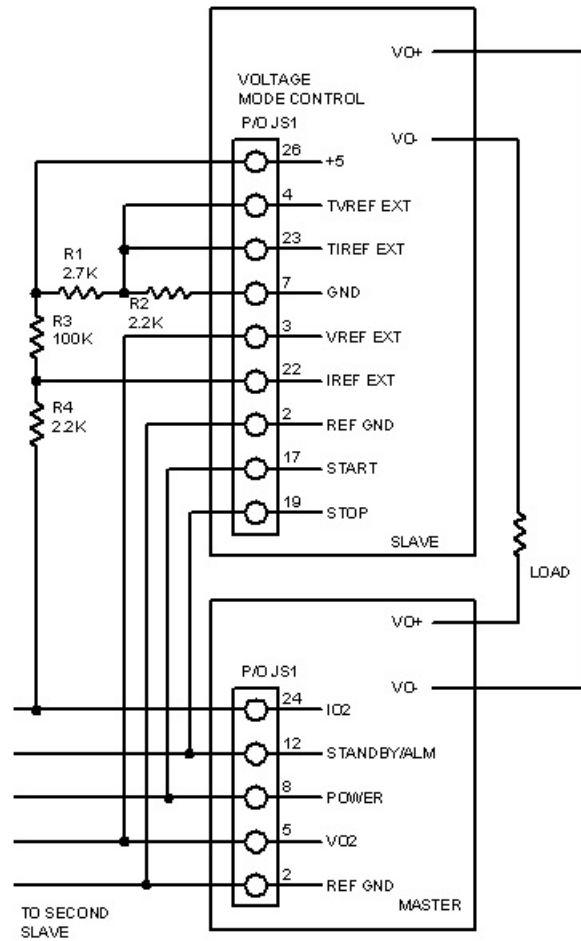 VO+
VOLTAGE
MODE CONTROL
P/O JS1
VO-
26
+5
4
TVREF EXT
23
TIREF EXT
R1
2.7K
7
GND
R2
2.2K
R3
100K
3
VREF EXT
22
IREF EXT
R4
2.2K
2
REF GND
17
START
19
STOP
SLAVE
LOAD
VO+
P/O JS1
VO-
24
IO2
12
STANDBY/ALM
8
POWER
5
VO2
2
REF GND
MASTER
TO SECOND
SLAVE